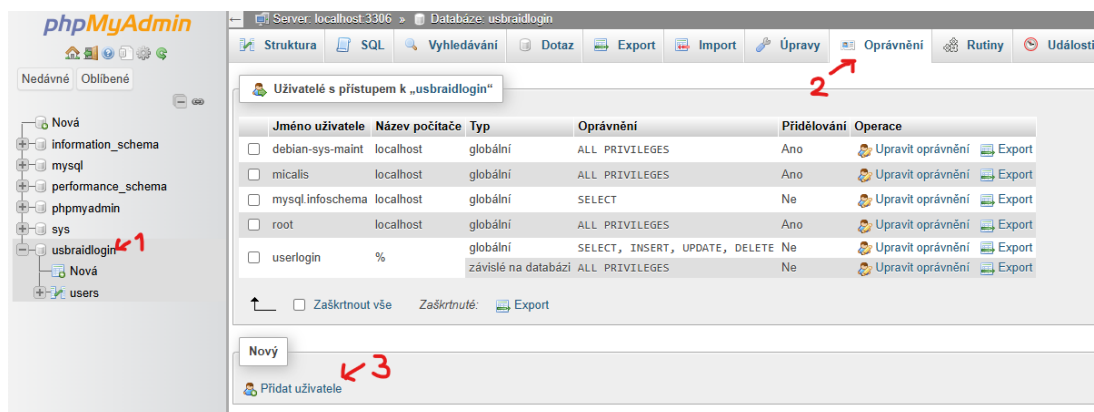 phpMyAdmin
Nedávné Oblíbené
Nová
information_schema
mysql
performance_schema
phpmyadmin
sys
usbraidlogin 1
Nová
users
Server: localhost:3306 » Databáze: usbraidlogin
Struktura SQL Vyhledávání Dotaz Export Import Úpravy Oprávnění Rutiny Události
2
Uživatelé s přístupem k „usbraidlogin“
Jméno uživatele Název počítače Typ Oprávnění Přidělování Operace
debian-sys-maint localhost globální ALL PRIVILEGES Ano Upravit oprávnění Export
micalis localhost globální ALL PRIVILEGES Ano Upravit oprávnění Export
mysql.infoschema localhost globální SELECT Ne Upravit oprávnění Export
root localhost globální ALL PRIVILEGES Ano Upravit oprávnění Export
userlogin % globální SELECT, INSERT, UPDATE, DELETE Ne Upravit oprávnění Export
závislé na databázi ALL PRIVILEGES Ne Upravit oprávnění Export
Zaškrtnout vše Zaškrtnuté: Export
Nový
3
Přidat uživatele